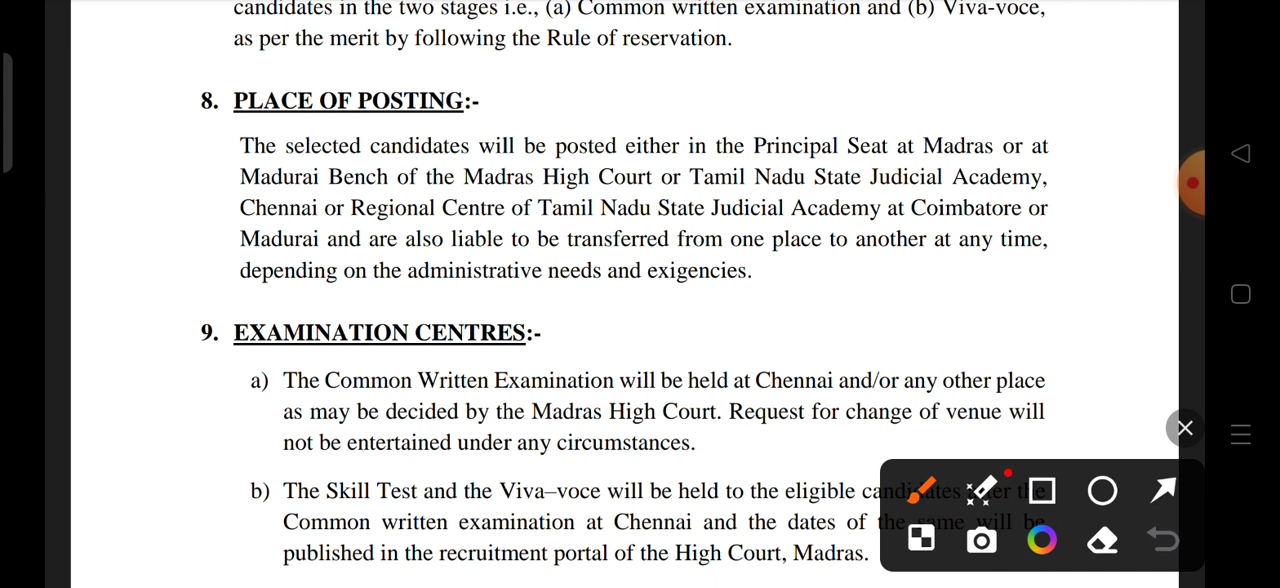 candidates in the two stages i.e., (a) Common written examination and (b) Viva-voce,
as per the merit by following the Rule of reservation.
8. PLACE OF POSTING:-
The selected candidates will be posted either in the Principal Seat at Madras or at
Madurai Bench of the Madras High Court or Tamil Nadu State Judicial Academy,
Chennai or Regional Centre of Tamil Nadu State Judicial Academy at Coimbatore or
Madurai and are also liable to be transferred from one place to another at any time,
depending on the administrative needs and exigencies.
9. EXAMINATION CENTRES:-
a) The Common Written Examination will be held at Chennai and/or any other place
as may be decided by the Madras High Court. Request for change of venue will
not be entertained under any circumstances.
b) The Skill Test and the Viva–voce will be held to the eligible candidates after the
Common written examination at Chennai and the dates of the same will be
published in the recruitment portal of the High Court, Madras.